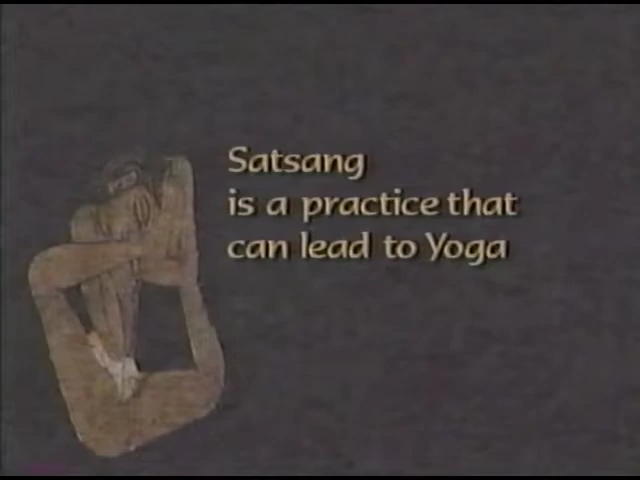 Satsang
is a practice that
can lead to Yoga